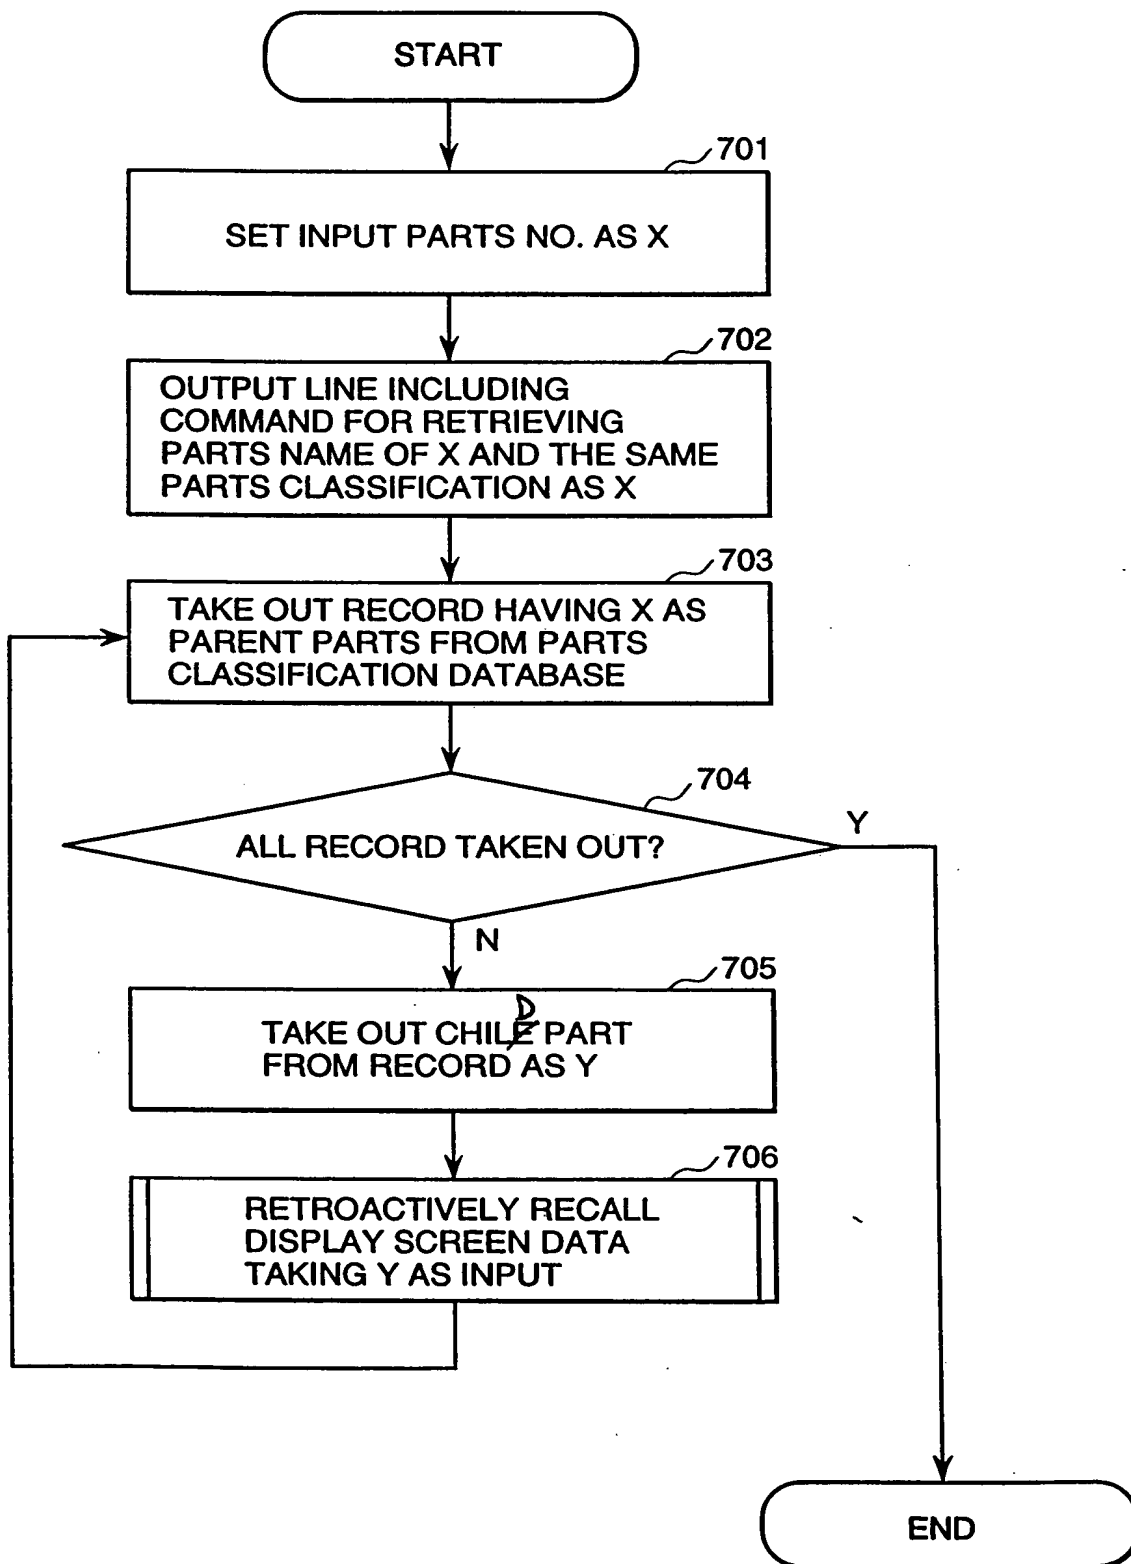 START
701
SET INPUT PARTS NO. AS X
702
OUTPUT LINE INCLUDING
COMMAND FOR RETRIEVING
PARTS NAME OF X AND THE SAME
PARTS CLASSIFICATION AS X
703
TAKE OUT RECORD HAVING X AS
PARENT PARTS FROM PARTS
CLASSIFICATION DATABASE
704
ALL RECORD TAKEN OUT?
Y
N
705
D
TAKE OUT CHILE PART
FROM RECORD AS Y
706
RETROACTIVELY RECALL
DISPLAY SCREEN DATA
TAKING Y AS INPUT
END